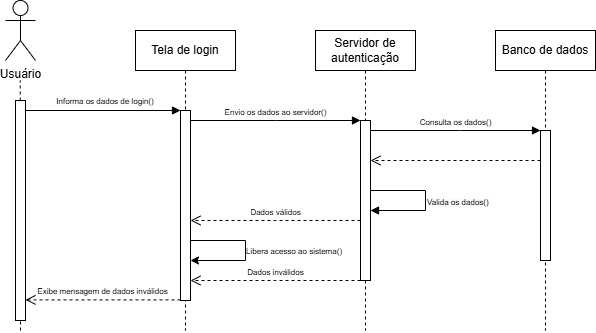 Usuário
Tela de login
Servidor de
autenticação
Banco de dados
Informa os dados de login()
Envio os dados ao servidor()
Consulta os dados()
Valida os dados()
Dados válidos
Libera acesso ao sistema()
Dados inválidos
Exibe mensagem de dados inválidos